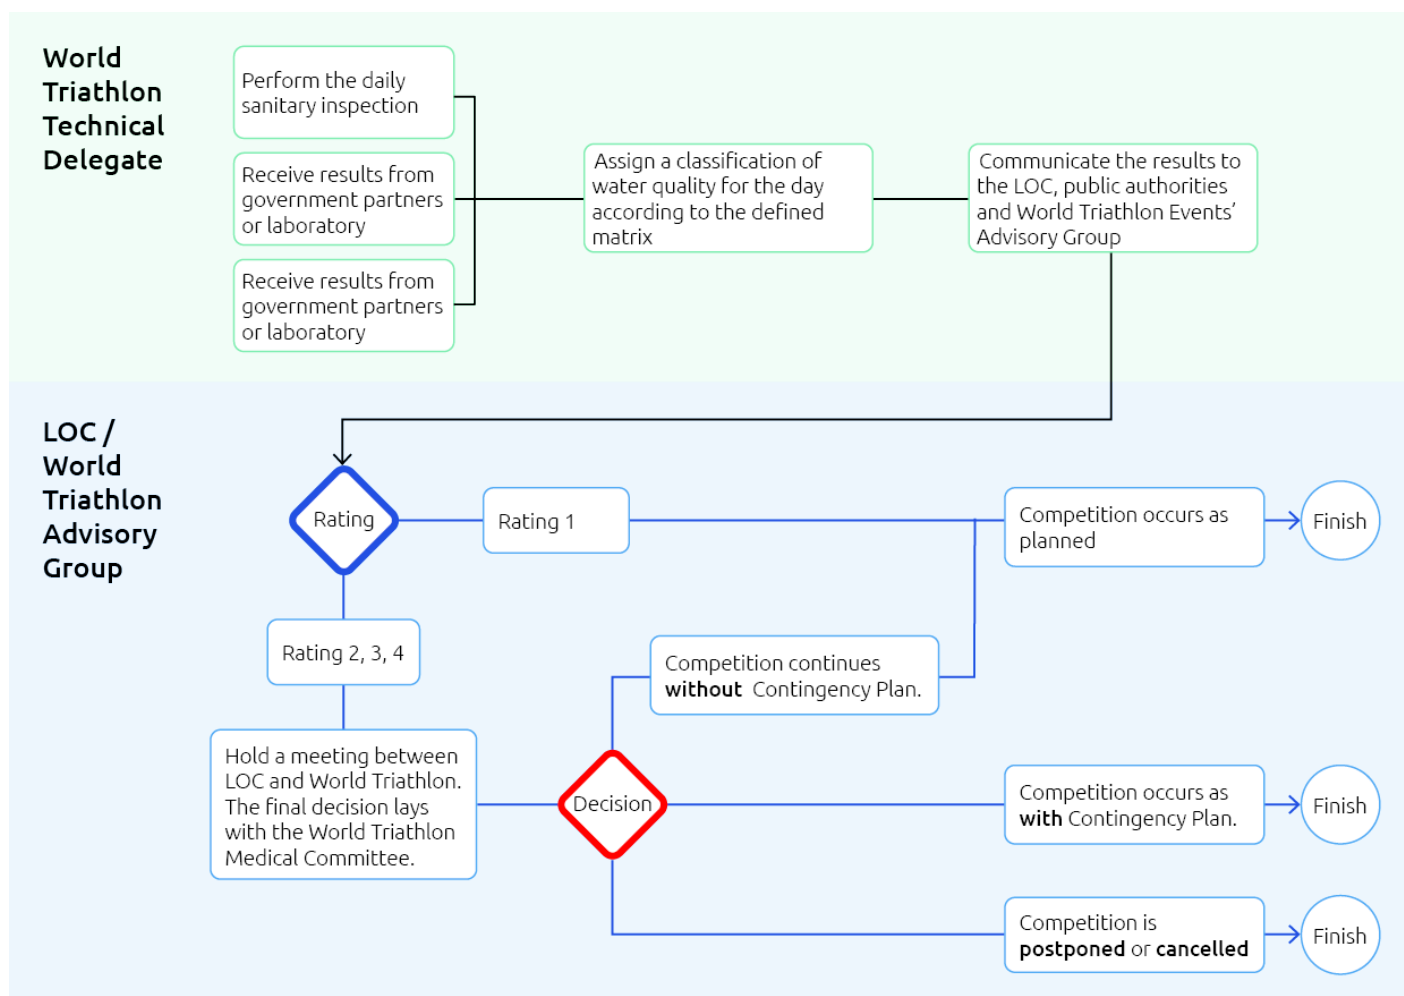 World
Triathlon
Technical
Delegate
Perform the daily
sanitary inspection
Receive results from
government partners
or laboratory
Receive results from
government partners
or laboratory
Assign a classification of
water quality for the day
according to the defined
matrix
Communicate the results to
the LOC, public authorities
and World Triathlon Events’
Advisory Group
LOC /
World
Triathlon
Advisory
Group
Rating
Rating 1
Competition occurs as
planned
Finish
Rating 2, 3, 4
Competition continues
without Contingency Plan.
Hold a meeting between
LOC and World Triathlon.
The final decision lays
with the World Triathlon
Medical Committee.
Decision
Competition occurs as
with Contingency Plan.
Finish
Competition is
postponed or cancelled
Finish